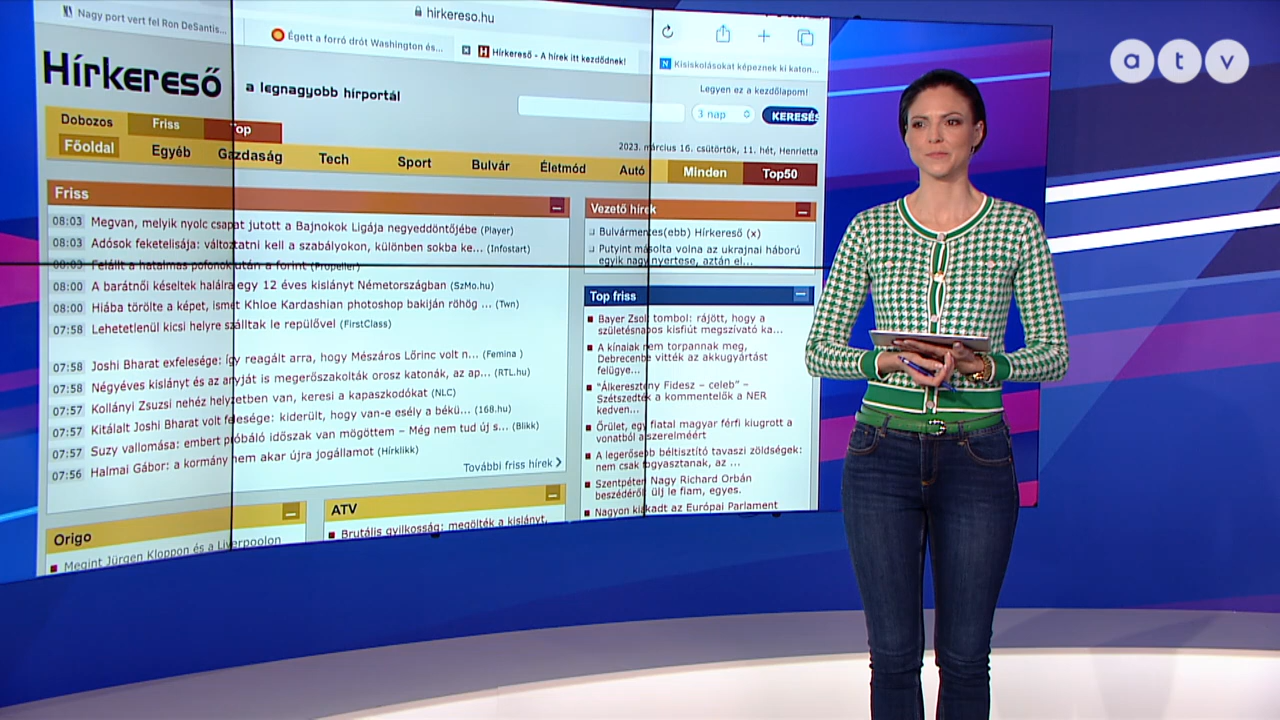 Nagy port vert fel Ron DeSantis...
hirkereso.hu
Égett a forró drót Washington és...
Hírkereső - A hírek itt kezdődnek!
Kisiskolásokat képeznek ki katon...
atv
Hírkereső
a legnagyobb hírportál
Legyen ez a kezdőlapom!
3 nap
KERESÉS
Dobozos
Friss
Top
2023. március 16. csütörtök, 11. hét, Henrietta
Főoldal
Egyéb
Gazdaság
Tech
Sport
Bulvár
Életmód
Autó
Minden
Top50
Friss
08:03 Megvan, melyik nyolc csapat jutott a Bajnokok Ligája negyeddöntőjébe (Player)
08:03 Adósok feketelisája: változtatni kell a szabályokon, különben sokba ke... (Infostart)
08:03 Felállt a hatalmas pofonok után a forint (Propeller)
08:00 A barátnői késeltek halálra egy 12 éves kislányt Németországban (SzMo.hu)
08:00 Hiába törölte a képet, ismét Khloe Kardashian photoshop bakiján röhög ... (Twn)
07:58 Lehetetlenül kicsi helyre szálltak le repülővel (FirstClass)
07:58 Joshi Bharat exfelesége: így reagált arra, hogy Mészáros Lőrinc volt n... (Femina )
07:58 Négyéves kislányt és az anyját is megerőszakolták orosz katonák, az ap... (RTL.hu)
07:57 Kollányi Zsuzsi nehéz helyzetben van, keresi a kapaszkodókat (NLC)
07:57 Kitálalt Joshi Bharat volt felesége: kiderült, hogy van-e esély a békü... (168.hu)
07:57 Suzy vallomása: embert próbáló időszak van mögöttem – Még nem tud új s... (Blikk)
07:56 Halmai Gábor: a kormány nem akar újra jogállamot (Hírklikk)
További friss hírek
Vezető hírek
Bulvármentes(ebb) Hírkereső (x)
Putyint másolta volna az ukrajnai háború
egyik nagy nyertese, aztán el...
Top friss
Bayer Zsolt tombol: rájött, hogy a
születésnapos kisfiút megszívató ka...
A kínaiak nem torpannak meg,
Debrecenbe vitték az akkugyártást
felügye...
"Álkeresztény Fidesz – celeb" –
Szétszedték a kommentelők a NER
kedven...
Őrület, egy fiatal magyar férfi kiugrott a
vonatból a szerelméért
A legerősebb béltisztító tavaszi zöldségek:
nem csak fogyasztanak, az ...
Szentpéteri Nagy Richard Orbán
beszédéről: ülj le fiam, egyes.
Nagyon kiakadt az Európai Parlament
Origo
Megint Jürgen Kloppon és a Liverpoolon
ATV
Brutális gyilkosság: megölték a kislányt,